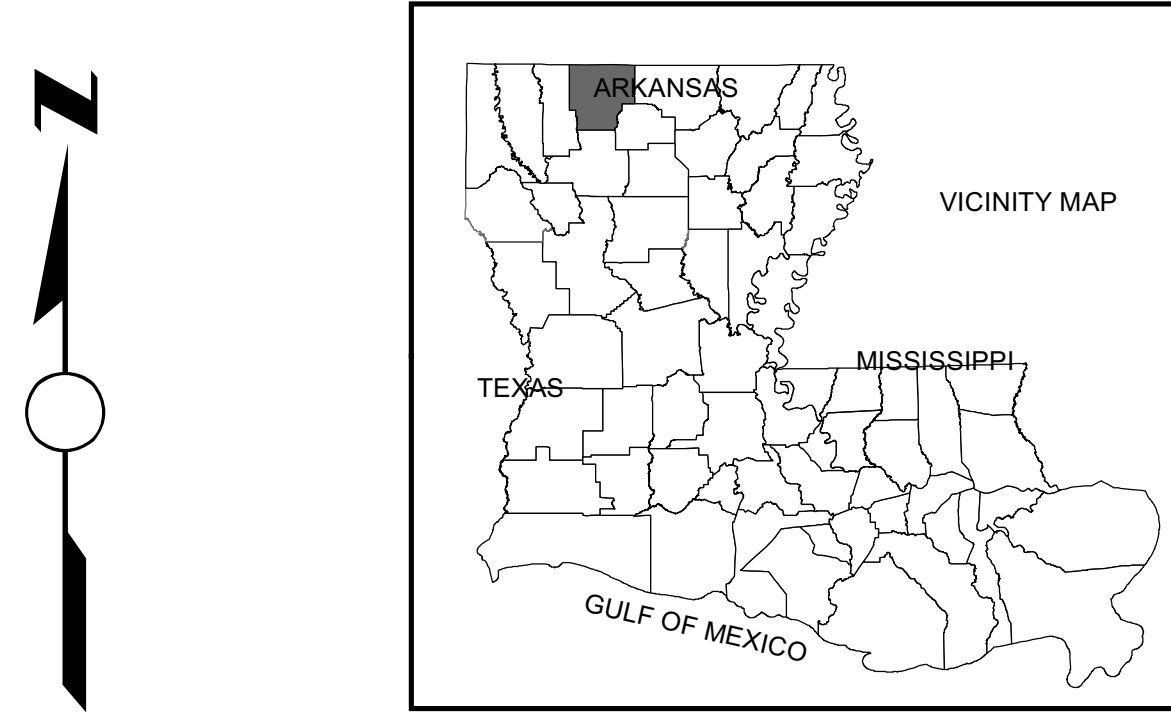 N
ARKANSAS
VICINITY MAP
MISSISSIPPI
TEXAS
GULF OF MEXICO